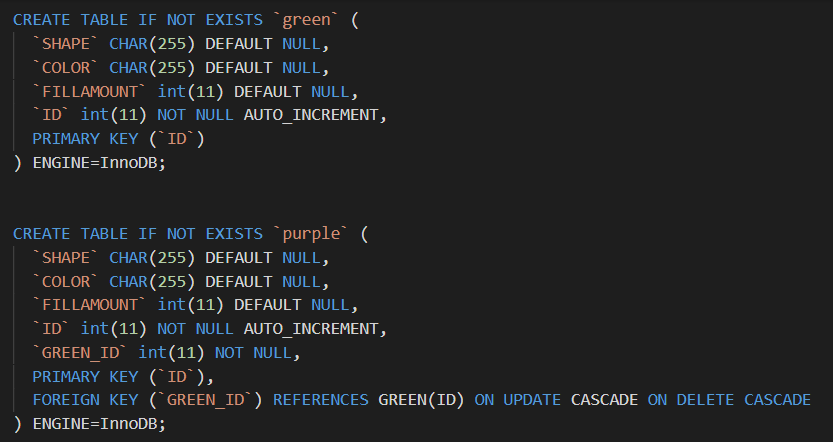 CREATE TABLE IF NOT EXISTS `green` (
`SHAPE` CHAR(255) DEFAULT NULL,
`COLOR` CHAR(255) DEFAULT NULL,
`FILLAMOUNT` int(11) DEFAULT NULL,
`ID` int(11) NOT NULL AUTO_INCREMENT,
PRIMARY KEY (`ID`)
) ENGINE=InnoDB;
CREATE TABLE IF NOT EXISTS `purple` (
`SHAPE` CHAR(255) DEFAULT NULL,
`COLOR` CHAR(255) DEFAULT NULL,
`FILLAMOUNT` int(11) DEFAULT NULL,
`ID` int(11) NOT NULL AUTO_INCREMENT,
`GREEN_ID` int(11) NOT NULL,
PRIMARY KEY (`ID`),
FOREIGN KEY (`GREEN_ID`) REFERENCES GREEN(ID) ON UPDATE CASCADE ON DELETE CASCADE
) ENGINE=InnoDB;